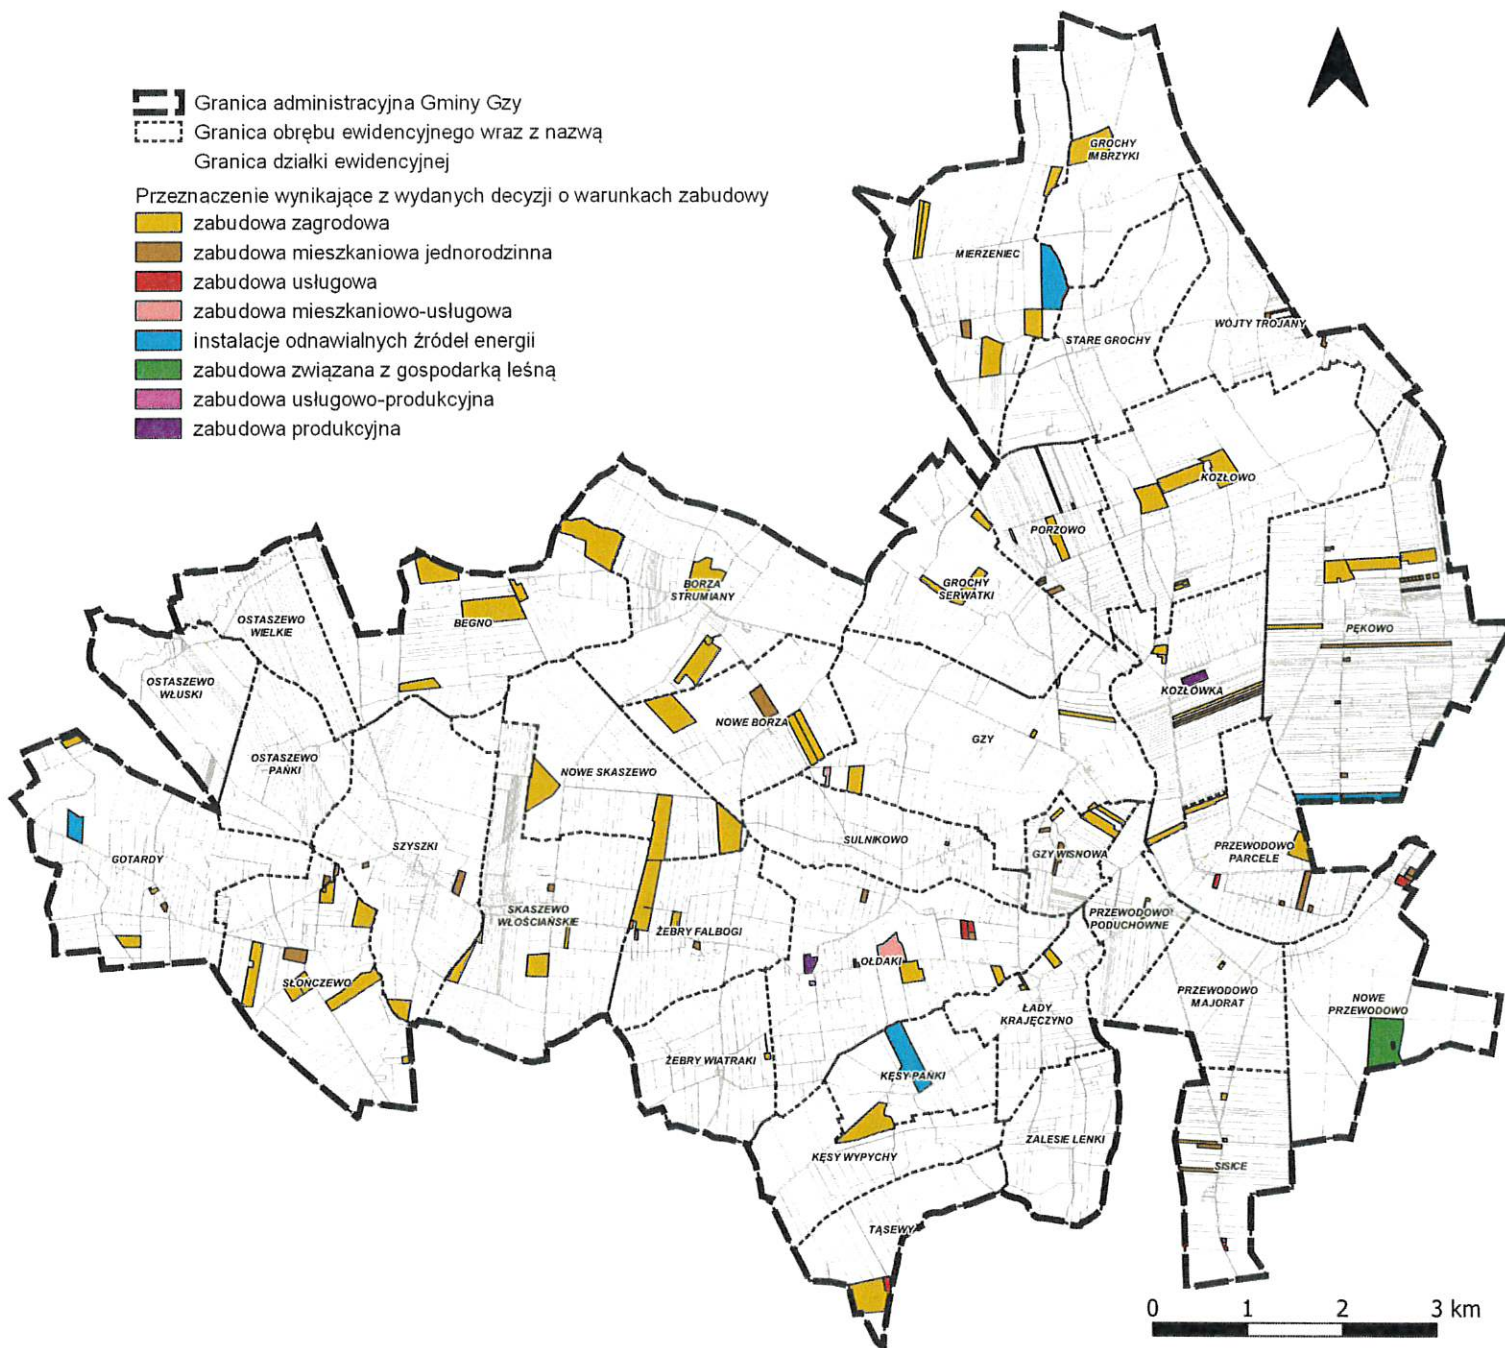 Granica administracyjna Gminy Gzy
Granica obrębu ewidencyjnego wraz z nazwą
Granica działki ewidencyjnej
Przeznaczenie wynikające z wydanych decyzji o warunkach zabudowy
zabudowa zagrodowa
zabudowa mieszkaniowa jednorodzinna
zabudowa usługowa
zabudowa mieszkaniowo-usługowa
instalacje odnawialnych źródeł energii
zabudowa związana z gospodarką leśną
zabudowa usługowo-produkcyjna
zabudowa produkcyjna
GROCHY
IMBRZYKI
MIERZENIEC
WÓJTY TROJANY
STARE GROCHY
KOZŁOWO
PORZOWO
GROCHY
SERWATKI
BORZA
STRUMIANY
BEGNO
OSTASZEWO
WIELKIE
PĘKOWO
OSTASZEWO
WŁUSKI
KOZŁÓWKA
NOWE BORZA
GZY
OSTASZEWO
PAŃKI
NOWE SKASZEWO
SULNIKOWO
SZYSZKI
GZY WISNOWA
PRZEWODOWO
PARCELE
GOTARDY
SKASZEWO
WŁOŚCIAŃSKIE
ŻEBRY FALBOGI
PRZEWODOWO
PODUCHOWNE
OŁDAKI
SŁOŃCZEWO
PRZEWODOWO
MAJORAT
NOWE
PRZEWODOWO
ŁADY
KRAJĘCZYNO
ŻEBRY WIATRAKI
KĘSY PAŃKI
ZALESIE LENKI
KĘSY WYPYCHY
SISICE
TĄSEWY
0 1 2 3 km